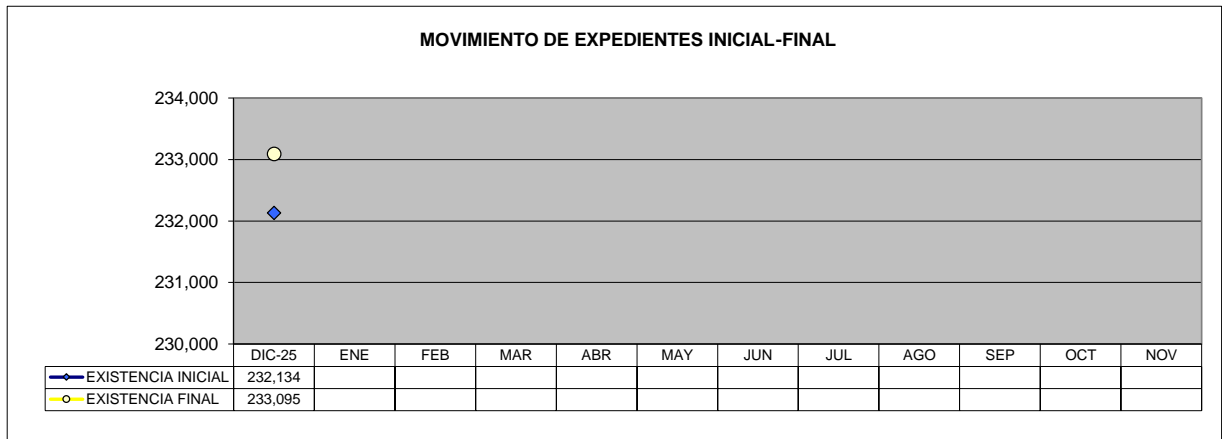 MOVIMIENTO DE EXPEDIENTES INICIAL-FINAL
234,000
233,000
232,000
231,000
230,000
DIC-25 ENE FEB MAR ABR MAY JUN JUL AGO SEP OCT NOV
EXISTENCIA INICIAL 232,134
EXISTENCIA FINAL 233,095